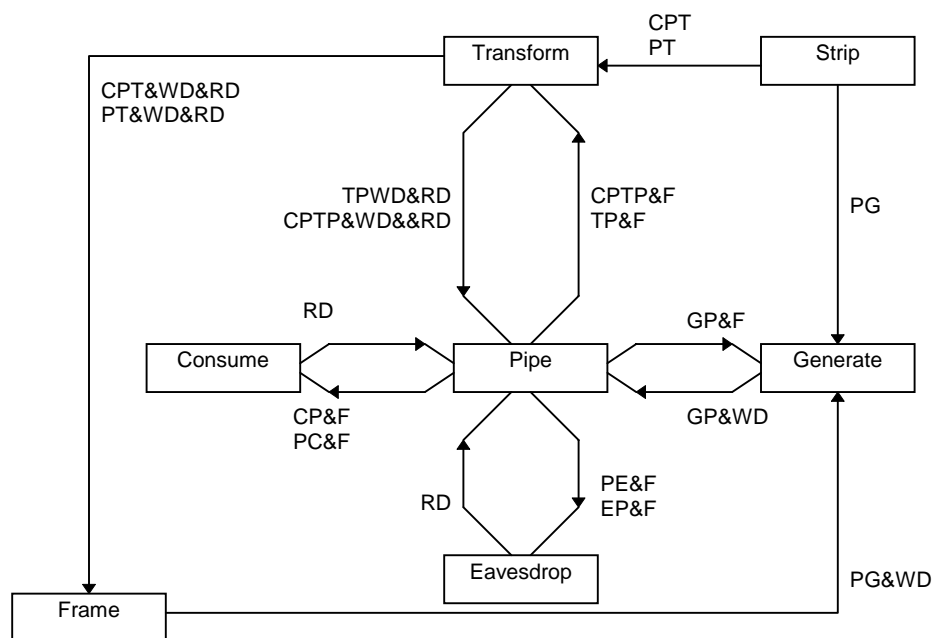 CPT
PT
Transform
Strip
CPT&WD&RD
PT&WD&RD
TPWD&RD
CPTP&WD&&RD
CPTP&F
TP&F
PG
RD
GP&F
Consume
Pipe
Generate
CP&F
PC&F
GP&WD
RD
PE&F
EP&F
Eavesdrop
PG&WD
Frame